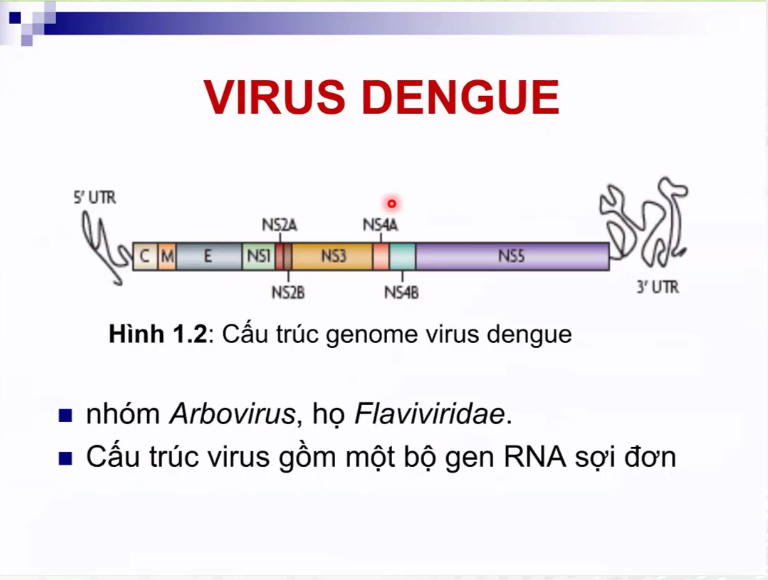 VIRUS DENGUE
5' UTR
NS2A
NS4A
C M E NS1 NS3 NS5
NS2B
NS4B
3' UTR
Hình 1.2: Cấu trúc genome virus dengue
nhóm Arbovirus, họ Flaviviridae.
Cấu trúc virus gồm một bộ gen RNA sợi đơn